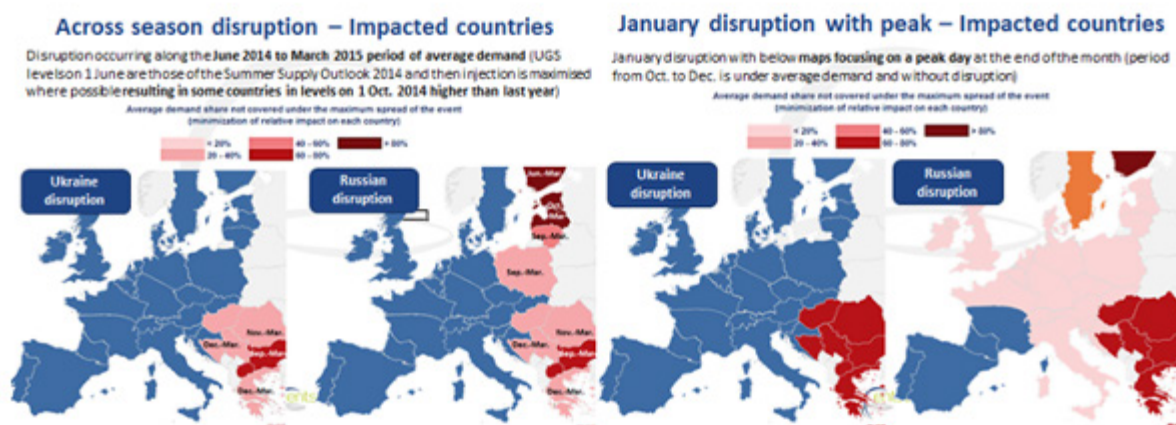 Across season disruption – Impacted countries
Disruption occurring along the June 2014 to March 2015 period of average demand (UGS
levels on 1 June are those of the Summer Supply Outlook 2014 and then injection is maximised
where possible resulting in some countries in levels on 1 Oct. 2014 higher than last year)
Average demand share not covered under the maximum spread of the event
(minimization of relative impact on each country)
< 20%
40 - 60%
> 80%
20 - 40%
60 - 80%
Ukraine
disruption
Nov.-Mar.
Dec.-Mar.
Sep.-Mar.
Dec.-Mar.
Russian
disruption
Jun.-Mar.
Oct.
-Mar.
Sep.-Mar.
Sep.-Mar.
Nov.-Mar.
Dec.-Mar.
Sep.-Mar.
Dec.-Mar.
January disruption with peak – Impacted countries
January disruption with below maps focusing on a peak day at the end of the month (period
from Oct. to Dec. is under average demand and without disruption)
Average demand share not covered under the maximum spread of the event
(minimization of relative impact on each country)
< 20%
40 - 60%
> 80%
20 - 40%
60 - 80%
Ukraine
disruption
Russian
disruption